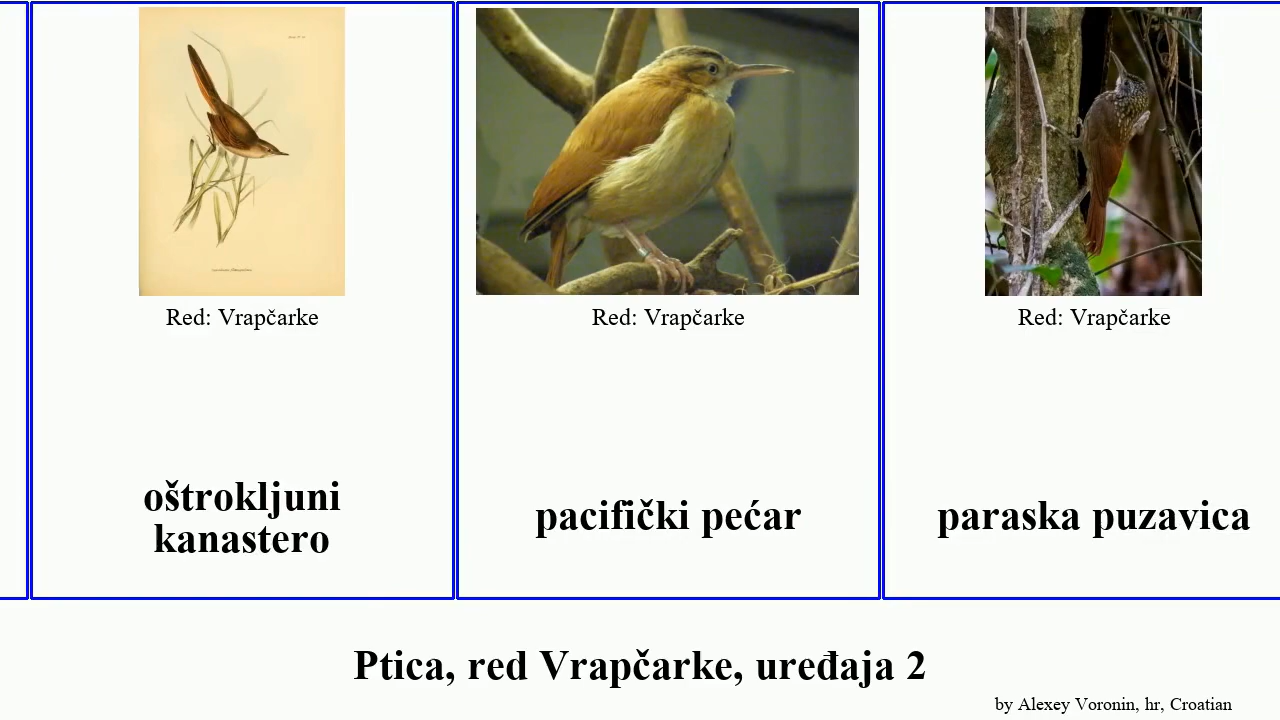 Red: Vrapčarke
Red: Vrapčarke
Red: Vrapčarke
oštrokljuni
kanastero
pacifički pećar
paraska puzavica
Ptica, red Vrapčarke, uređaja 2
by Alexey Voronin, hr, Croatian